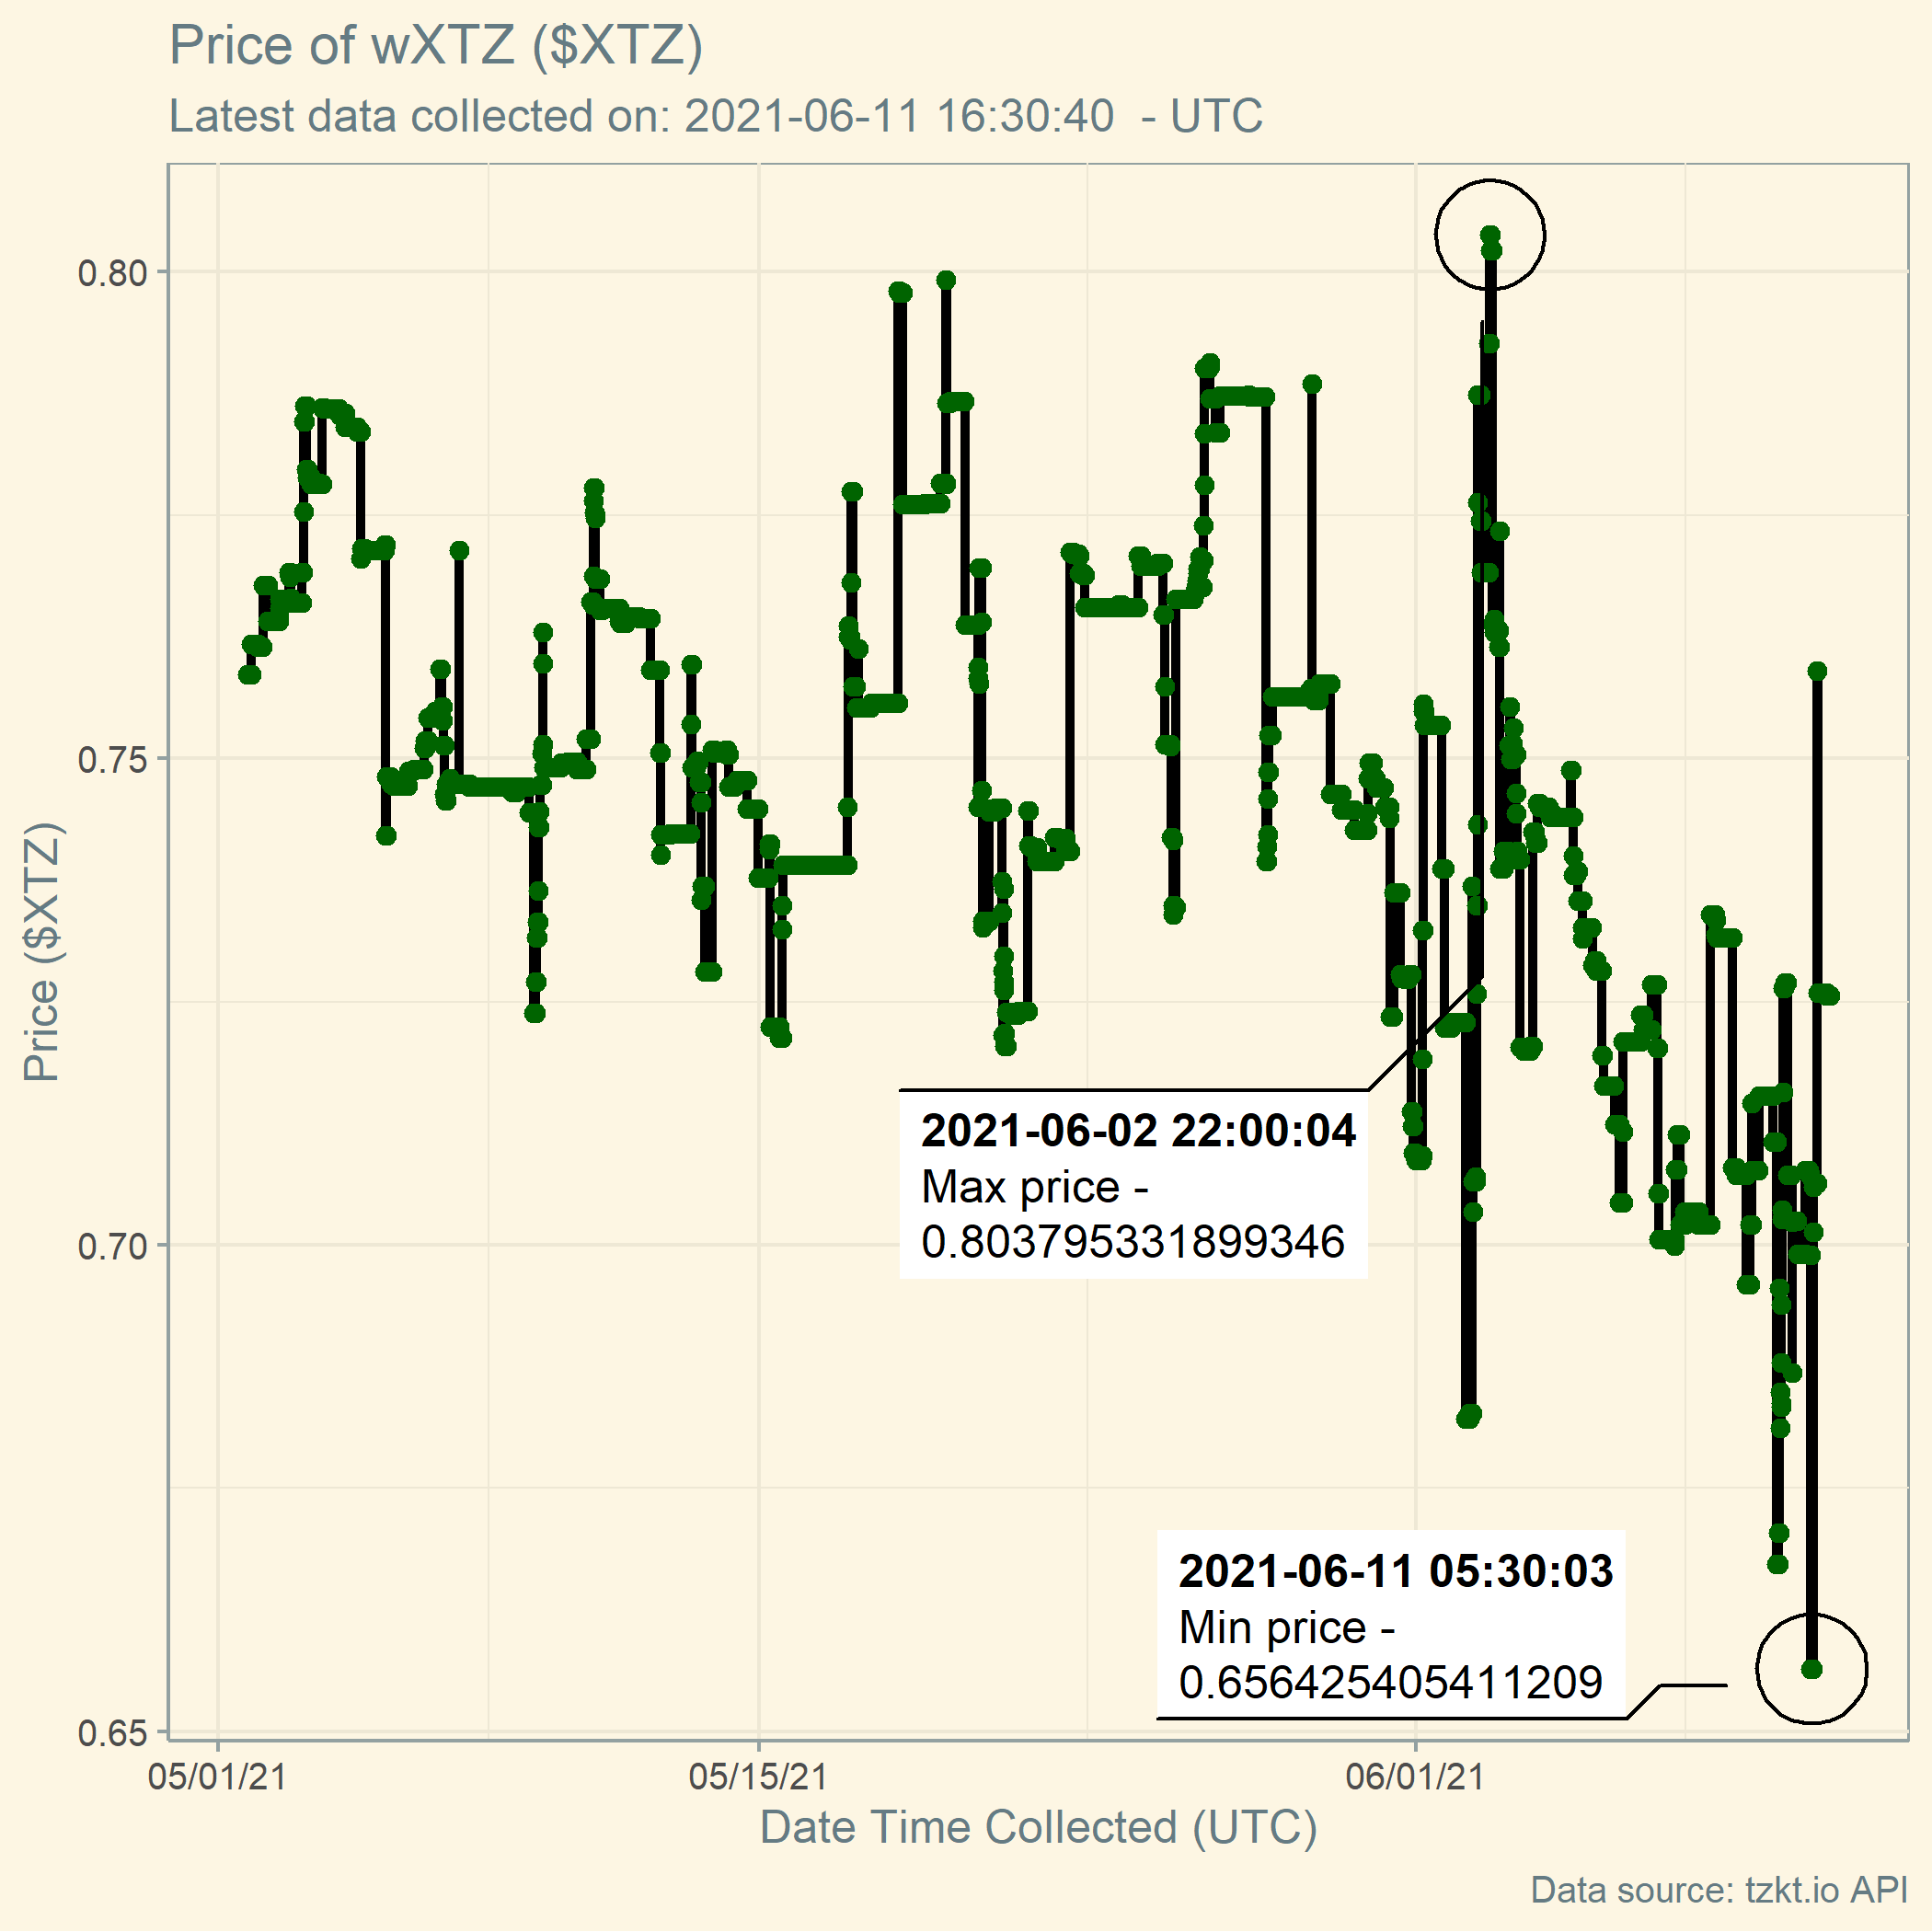 Price of wXTZ ($XTZ)
Latest data collected on: 2021-06-11 16:30:40  - UTC
Price ($XTZ)
0.80
0.75
0.70
0.65
2021-06-02 22:00:04
Max price -
0.803795331899346
2021-06-11 05:30:03
Min price -
0.656425405411209
05/01/21
05/15/21
06/01/21
Date Time Collected (UTC)
Data source: tzkt.io API